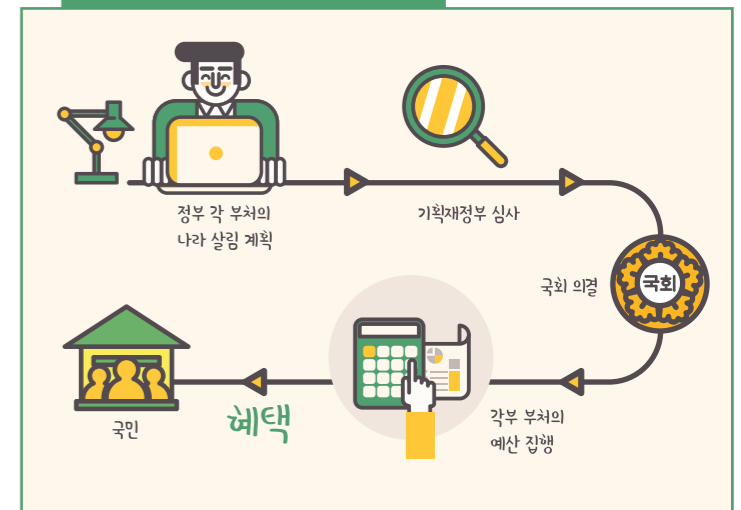 정부 각 부처의
나라 살림 계획
기획재정부 심사
국회 의결
국회
각부 부처의
예산 집행
혜택
국민